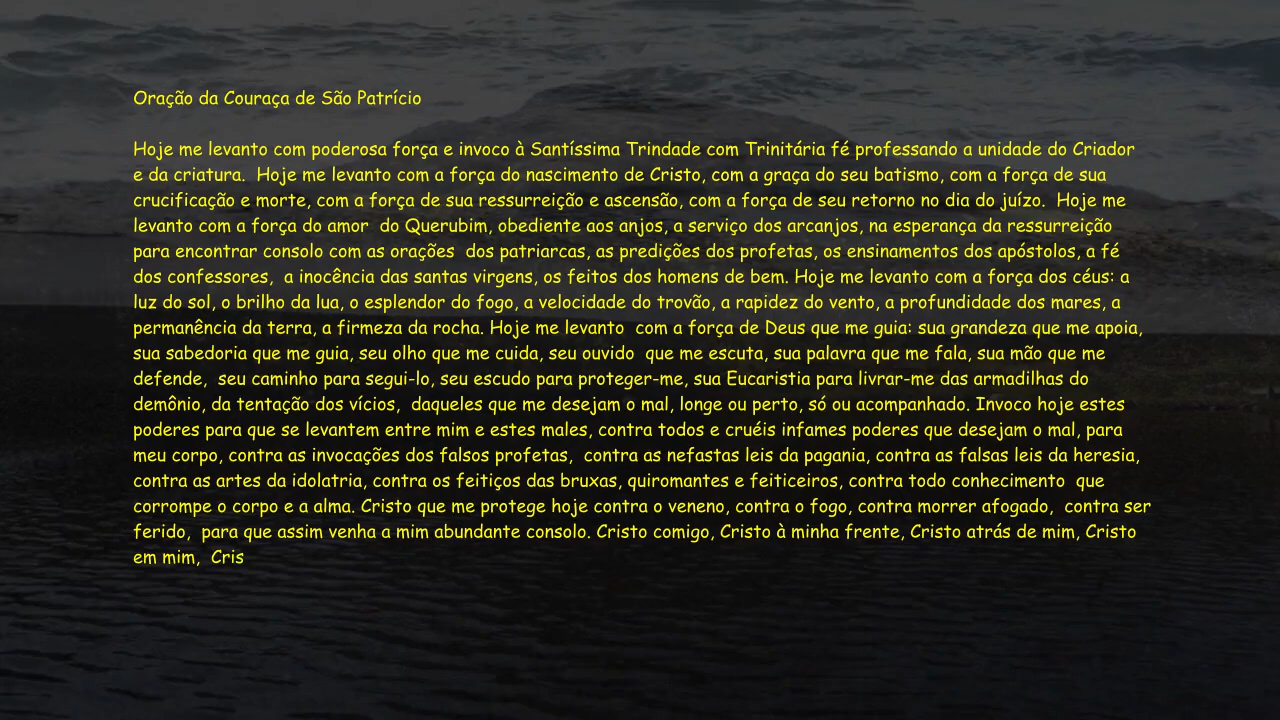 Oração da Couraça de São Patrício
Hoje me levanto com poderosa força e invoco à Santíssima Trindade com Trinitária fé professando a unidade do Criador
e da criatura.  Hoje me levanto com a força do nascimento de Cristo, com a graça do seu batismo, com a força de sua
crucificação e morte, com a força de sua ressurreição e ascensão, com a força de seu retorno no dia do juízo.  Hoje me
levanto com a força do amor  do Querubim, obediente aos anjos, a serviço dos arcanjos, na esperança da ressurreição
para encontrar consolo com as orações  dos patriarcas, as predições dos profetas, os ensinamentos dos apóstolos, a fé
dos confessores,  a inocência das santas virgens, os feitos dos homens de bem. Hoje me levanto com a força dos céus: a
luz do sol, o brilho da lua, o esplendor do fogo, a velocidade do trovão, a rapidez do vento, a profundidade dos mares, a
permanência da terra, a firmeza da rocha. Hoje me levanto  com a força de Deus que me guia: sua grandeza que me apoia,
sua sabedoria que me guia, seu olho que me cuida, seu ouvido  que me escuta, sua palavra que me fala, sua mão que me
defende,  seu caminho para segui-lo, seu escudo para proteger-me, sua Eucaristia para livrar-me das armadilhas do
demônio, da tentação dos vícios,  daqueles que me desejam o mal, longe ou perto, só ou acompanhado. Invoco hoje estes
poderes para que se levantem entre mim e estes males, contra todos e cruéis infames poderes que desejam o mal, para
meu corpo, contra as invocações dos falsos profetas,  contra as nefastas leis da pagania, contra as falsas leis da heresia,
contra as artes da idolatria, contra os feitiços das bruxas, quiromantes e feiticeiros, contra todo conhecimento  que
corrompe o corpo e a alma. Cristo que me protege hoje contra o veneno, contra o fogo, contra morrer afogado,  contra ser
ferido,  para que assim venha a mim abundante consolo. Cristo comigo, Cristo à minha frente, Cristo atrás de mim, Cristo
em mim,  Cris